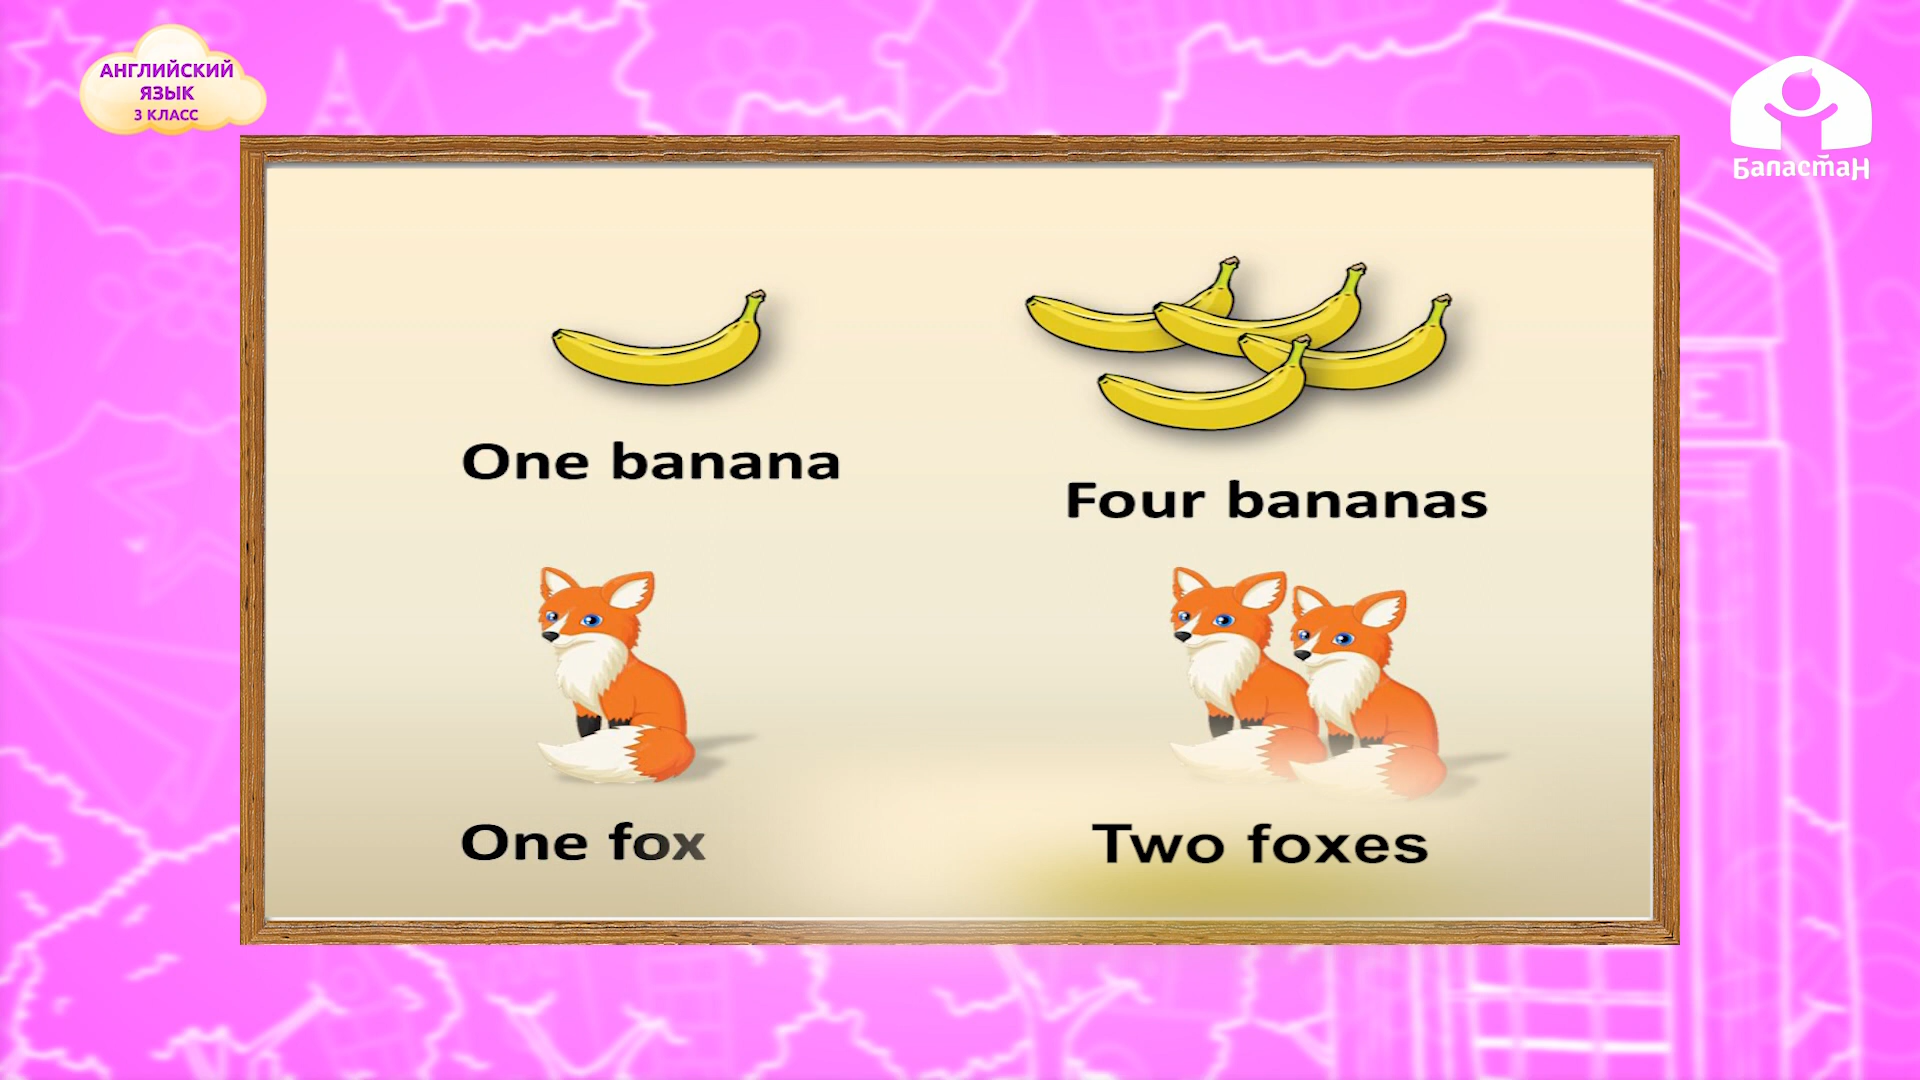 АНГЛИЙСКИЙ
ЯЗЫК
3 КЛАСС
БаластаН
One banana
Four bananas
One fox
Two foxes